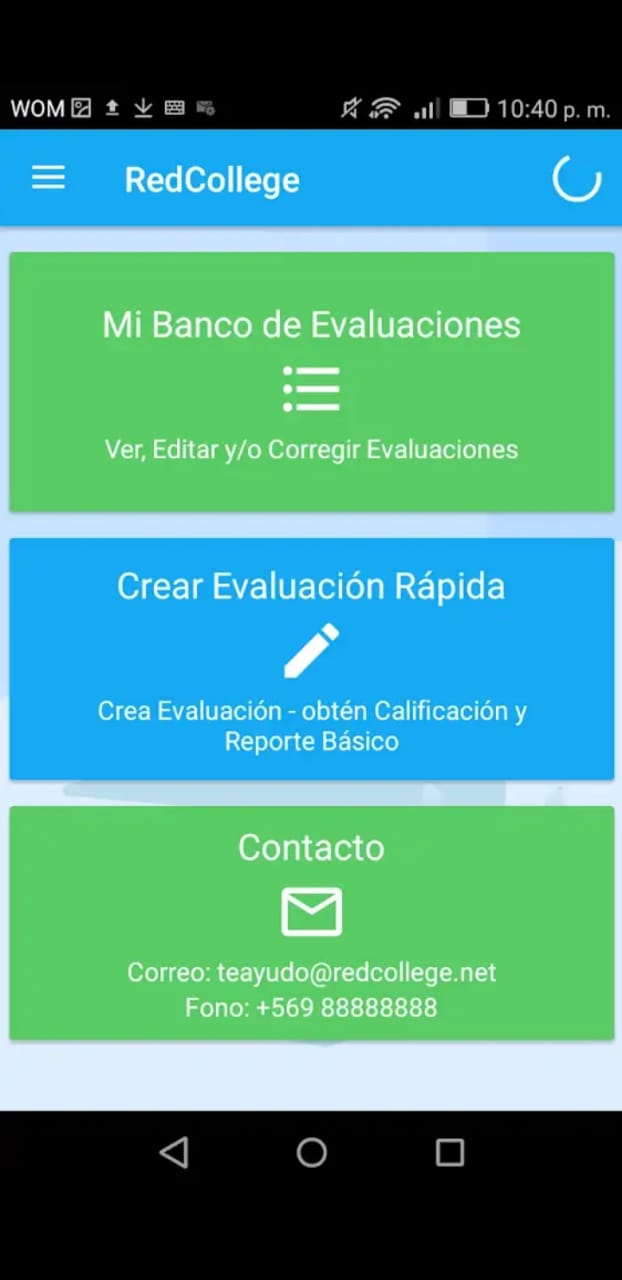 WOM 10:40 p. m.
RedCollege
Mi Banco de Evaluaciones
Ver, Editar y/o Corregir Evaluaciones
Crear Evaluación Rápida
Crea Evaluación - obtén Calificación y
Reporte Básico
Contacto
Correo: teayudo@redcollege.net
Fono: +569 88888888